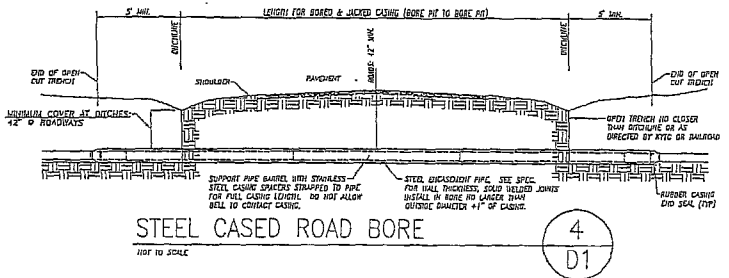 5' MIN.
LENGTH FOR BORED & JACKED CASING (BORE PIT TO BORE PIT)
5' MIN.
DITCHLINE
ROADS: 42" MIN.
DITCHLINE
END OF OPEN
CUT TRENCH
SHOULDER
PAVEMENT
END OF OPEN
CUT TRENCH
MINIMUM COVER AT DITCHES:
42" @ ROADWAYS
OPEN TRENCH NO CLOSER
THAN DITCHLINE OR AS
DIRECTED BY KYTC OR RAILROAD
SUPPORT PIPE BARREL WITH STAINLESS
STEEL CASING SPACERS STRAPPED TO PIPE
FOR FULL CASING LENGTH. DO NOT ALLOW
BELL TO CONTACT CASING.
STEEL ENCASEMENT PIPE. SEE SPEC.
FOR WALL THICKNESS, SOLID WELDED JOINTS
INSTALL IN BORE NO LARGER THAN
OUTSIDE DIAMETER +1" OF CASING.
RUBBER CASING
END SEAL (TYP)
STEEL CASED ROAD BORE
NOT TO SCALE
4
D1